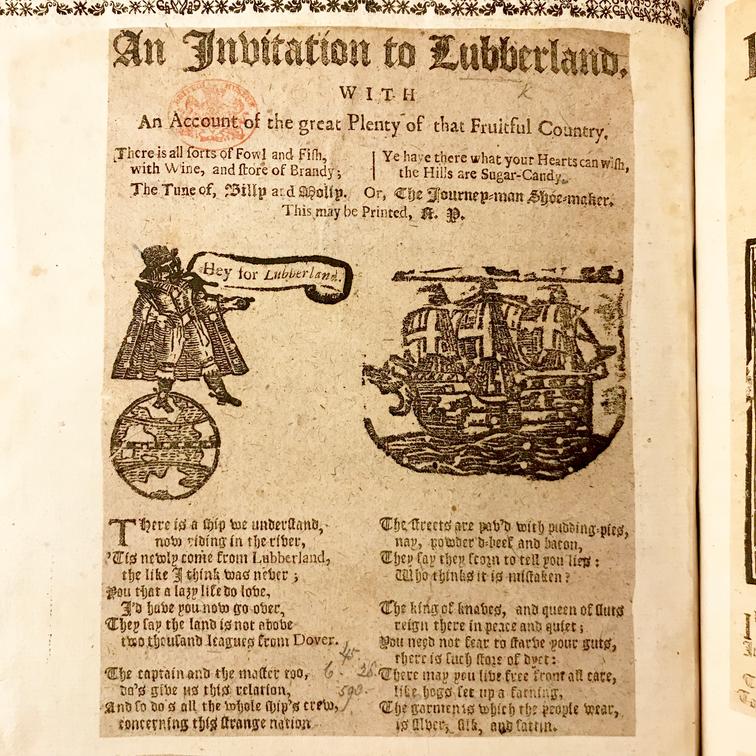 An Invitation to Lubberland.
WITH
An Account of the great Plenty of that Fruitful Country.
There is all sorts of Fowl and Fish,
with Wine, and store of Brandy;
Ye have there what your Hearts can wish,
the Hills are Sugar-Candy.
The Tune of, Billy and Molly. Or, The Journey-man Shoe-maker.
This may be Printed, R. P.
Hey for Lubberland.
There is a ship we understand,
now riding in the river,
'Tis newly come from Lubberland,
the like I think was never;
You that a lazy life do love,
I'd have you now go over,
They say the land is not above
two thousand leagues from Dover.
The captain and the master too,
do's give us this relation,
And so do's all the whole ship's crew,
concerning this strange nation
The streets are pav'd with pudding-pies,
nay, powder'd-beef and bacon,
They say they scorn to tell you lies:
Who thinks it is mistaken?
The king of knaves, and queen of sluts
reign there in peace and quiet;
You need not fear to starve your guts,
there is such store of dyet:
There may you live free from all care,
like hogs set up a fatning,
The garments which the people wear,
is silver, silk, and sattin.